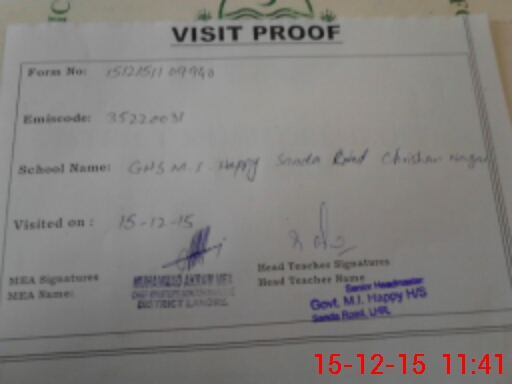 VISIT PROOF
Form No: 15121511 09940
Emiscode: 35220031
School Name: GHS M.I. Happy Sanda Road Chishan Nagar
Visited on : 15-12-15
MEA Signatures
MEA Name:
MUHAMMAD AKRAM MEA
DISTRICT LAHORE
Head Teacher Signatures
Head Teacher Name
Senior Headmaster
Govt. M.I. Happy H/S
Sanda Road, LHR.
15-12-15 11:41